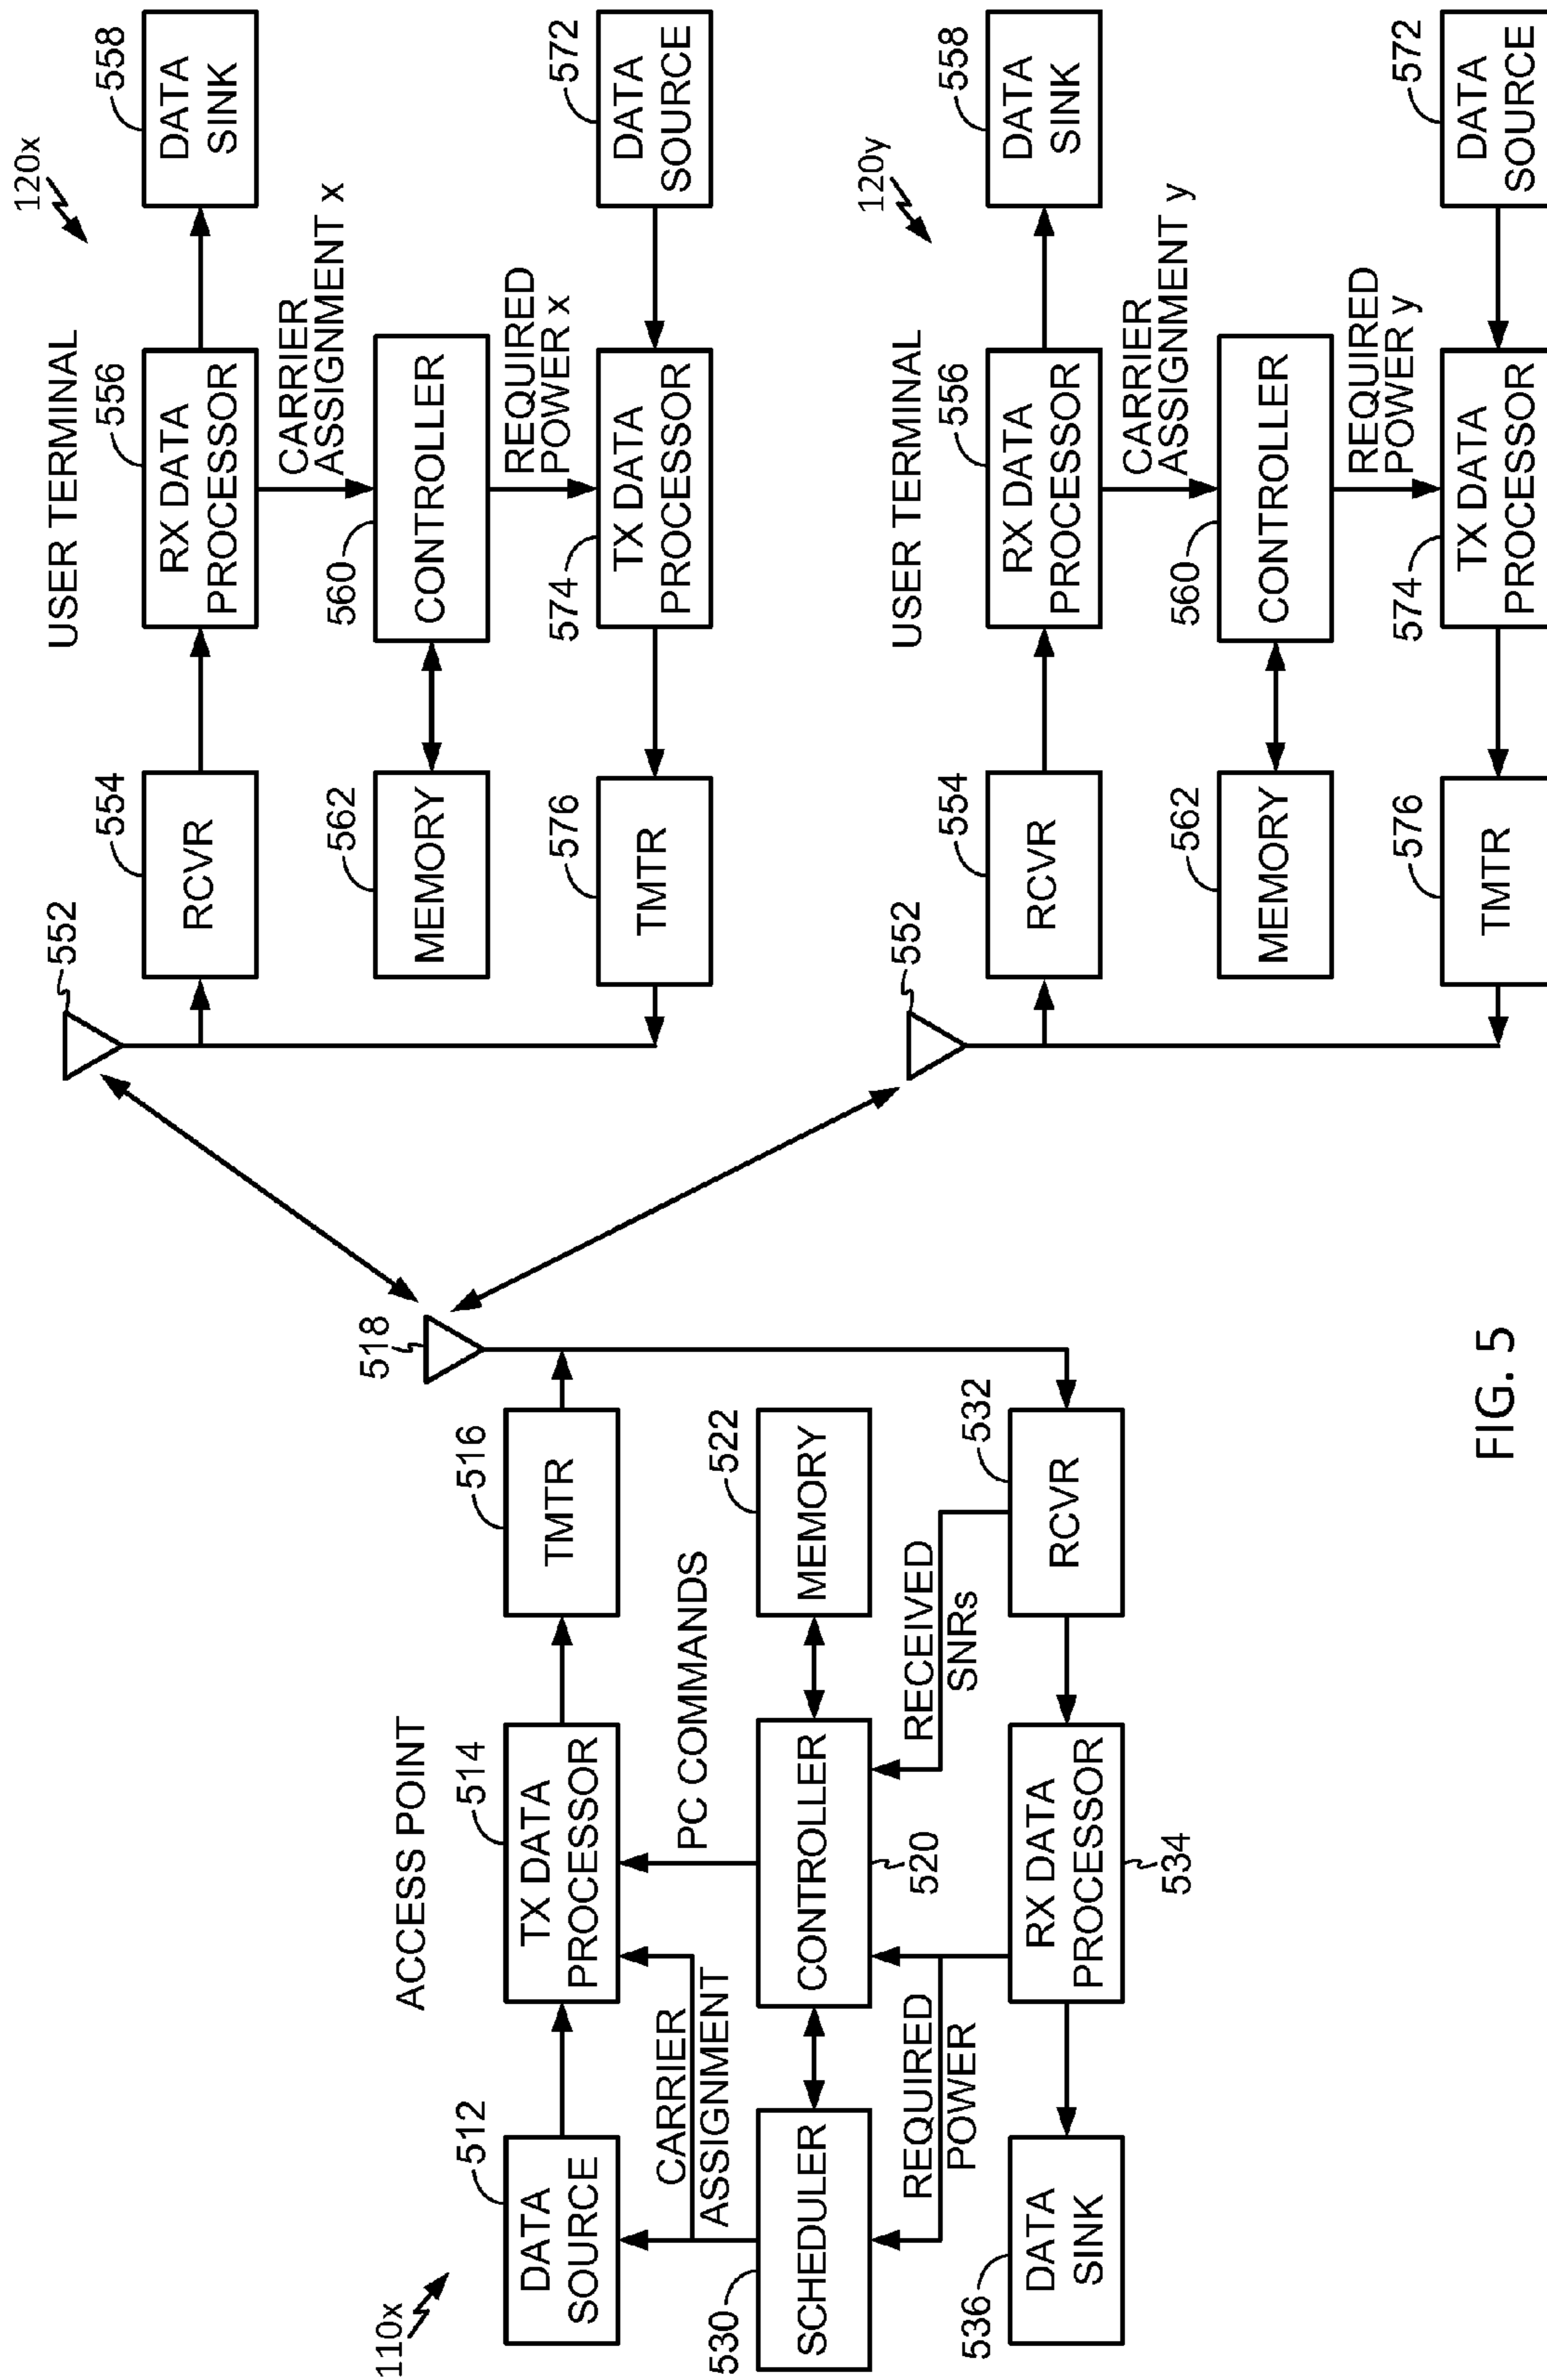 110x
ACCESS POINT
512
DATA
SOURCE
514
TX DATA
PROCESSOR
516
TMTR
518
CARRIER
ASSIGNMENT
PC COMMANDS
530
SCHEDULER
CONTROLLER
520
522
MEMORY
REQUIRED
POWER
RECEIVED
SNRs
532
536
DATA
SINK
RX DATA
PROCESSOR
534
RCVR
USER TERMINAL
120x
552
554
RCVR
556
RX DATA
PROCESSOR
558
DATA
SINK
CARRIER
ASSIGNMENT x
562
MEMORY
560
CONTROLLER
REQUIRED
POWER x
576
TMTR
574
TX DATA
PROCESSOR
572
DATA
SOURCE
USER TERMINAL
120y
552
554
RCVR
556
RX DATA
PROCESSOR
558
DATA
SINK
CARRIER
ASSIGNMENT y
562
MEMORY
560
CONTROLLER
REQUIRED
POWER y
576
TMTR
574
TX DATA
PROCESSOR
572
DATA
SOURCE
FIG. 5